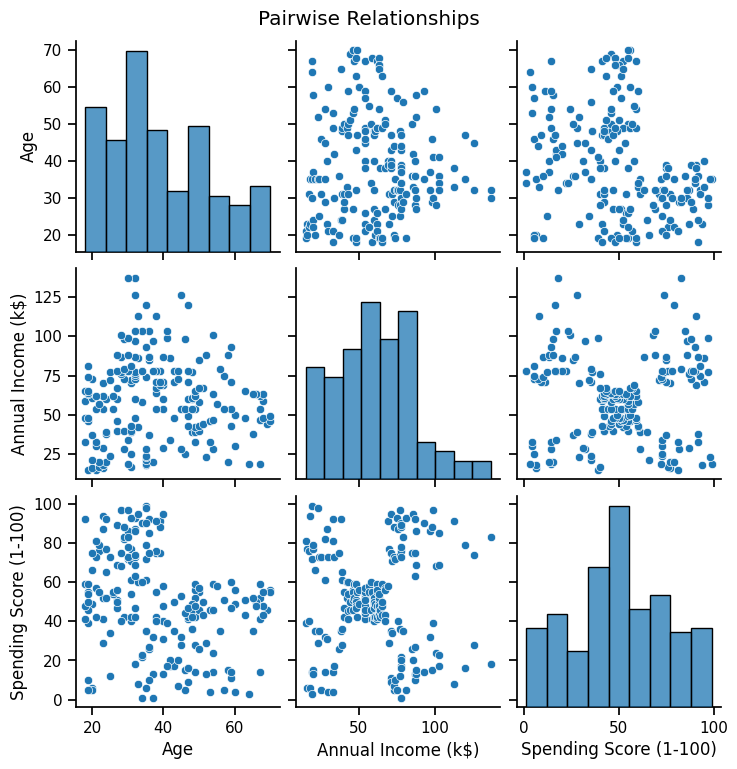 Pairwise Relationships
70
60
50
40
30
20
Age
125
100
75
50
25
Annual Income (k$)
100
80
60
40
20
0
Spending Score (1-100)
20 40 60
50 100
0 50 100
Age
Annual Income (k$)
Spending Score (1-100)